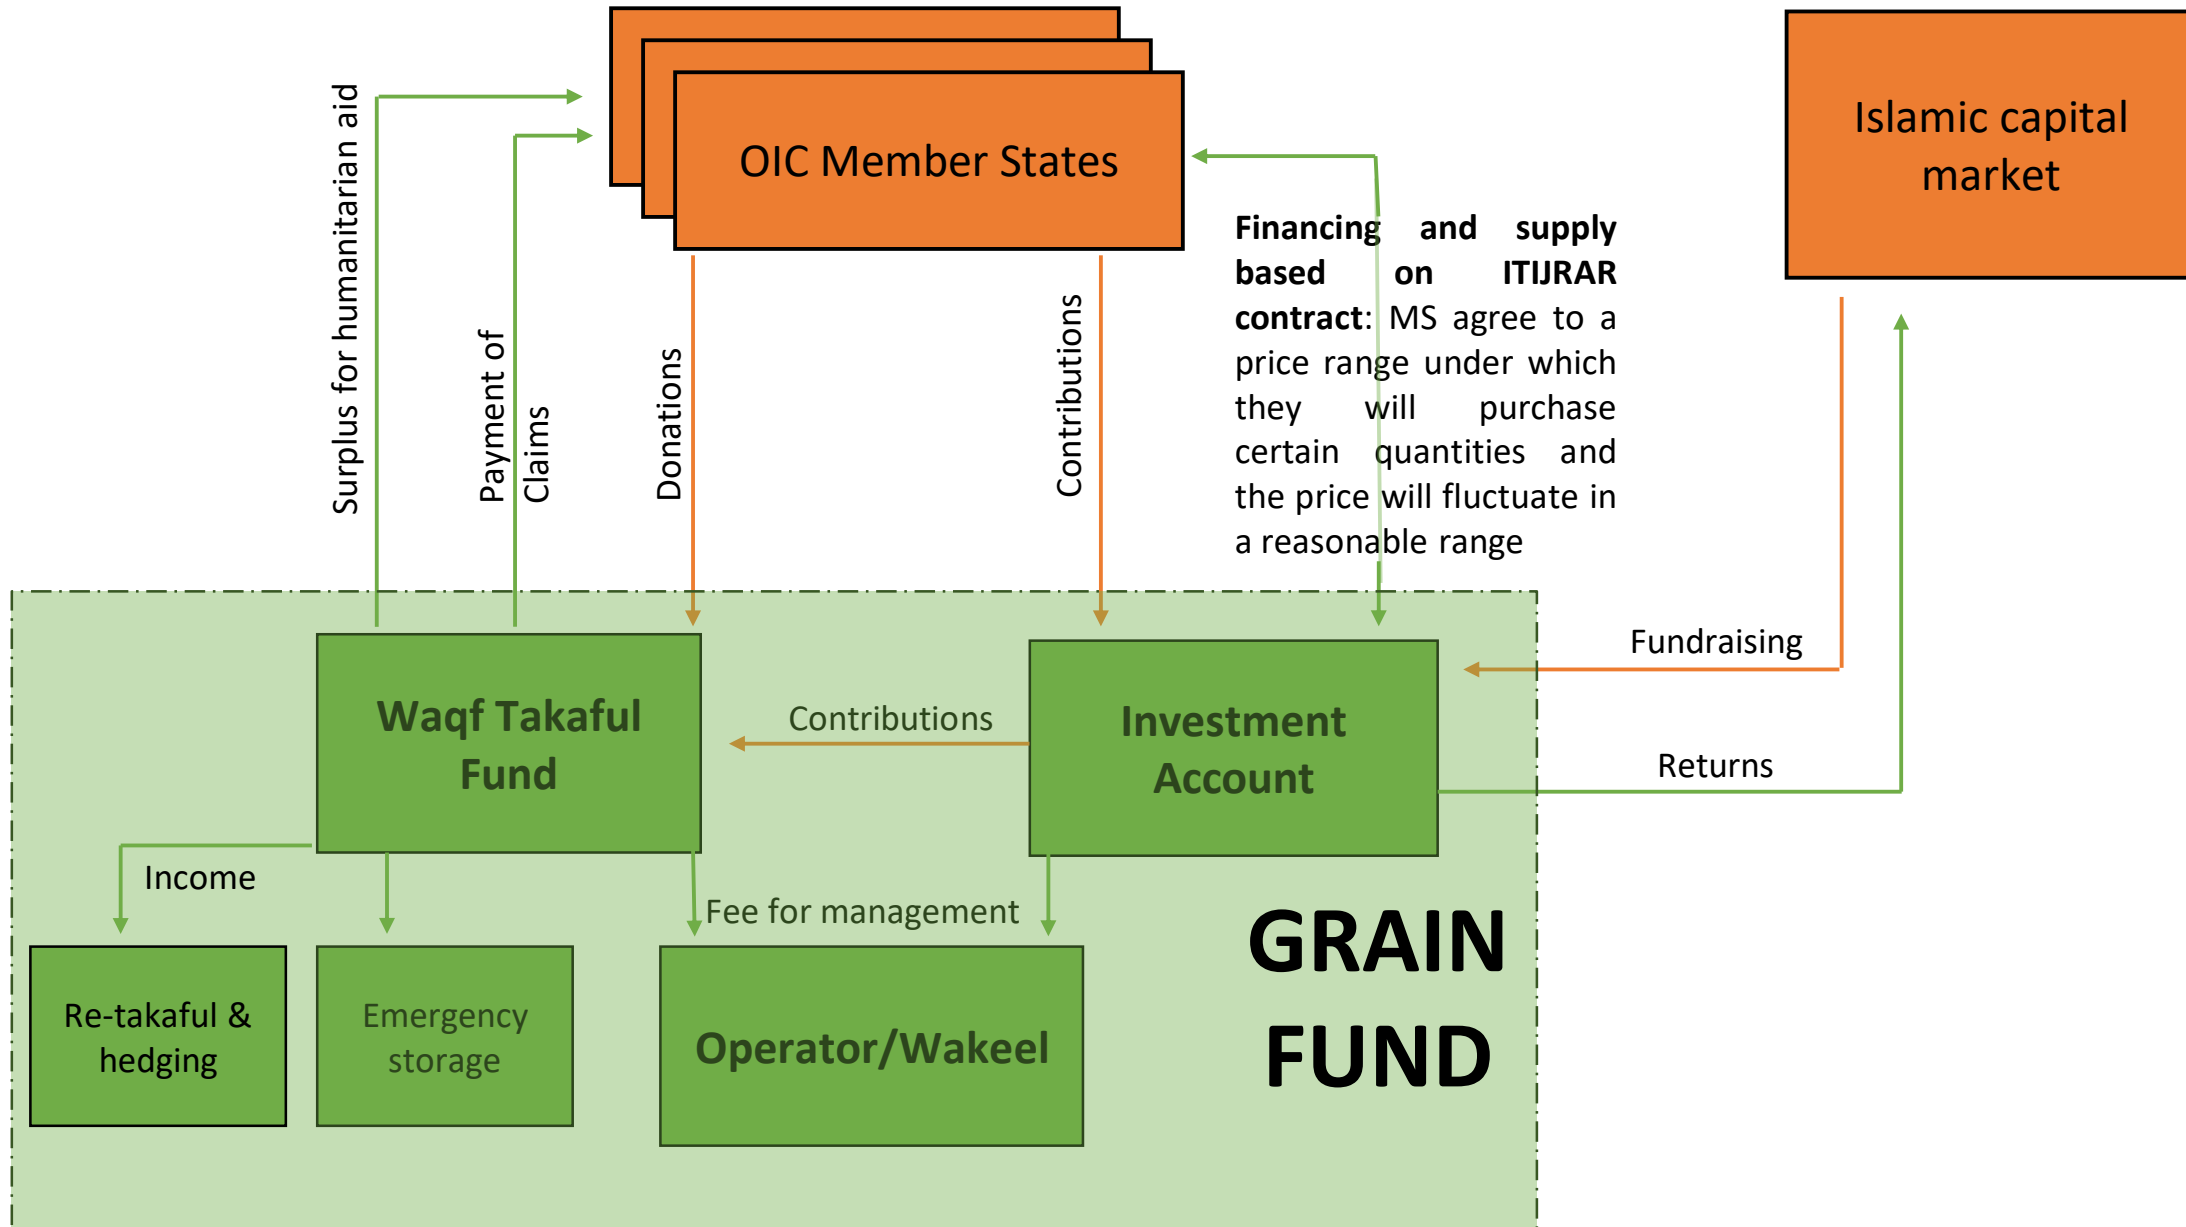 OIC Member States
Islamic capital
market
Surplus for humanitarian aid
Payment of
Claims
Donations
Contributions
Financing and supply
based on ITIJRAR
contract: MS agree to a
price range under which
they will purchase
certain quantities and
the price will fluctuate in
a reasonable range
Fundraising
Returns
Waqf Takaful
Fund
Contributions
Investment
Account
Income
Fee for management
Re-takaful &
hedging
Emergency
storage
Operator/Wakeel
GRAIN
FUND